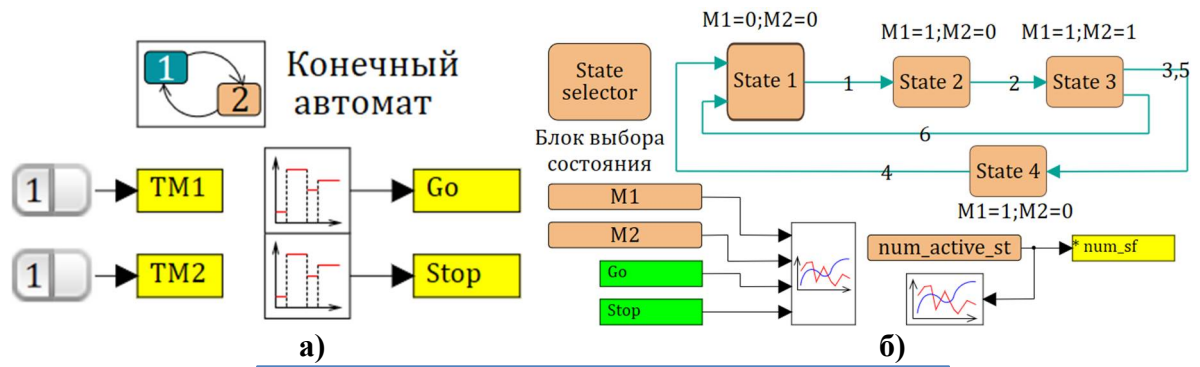 1
2
Конечный
автомат
1
TM1
Go
1
TM2
Stop
а)
M1=0;M2=0
M1=1;M2=0
M1=1;M2=1
State
selector
State 1
1
State 2
2
State 3
3,5
6
Блок выбора
состояния
4
State 4
M1=1;M2=0
M1
M2
Go
Stop
num_active_st
* num_sf
б)